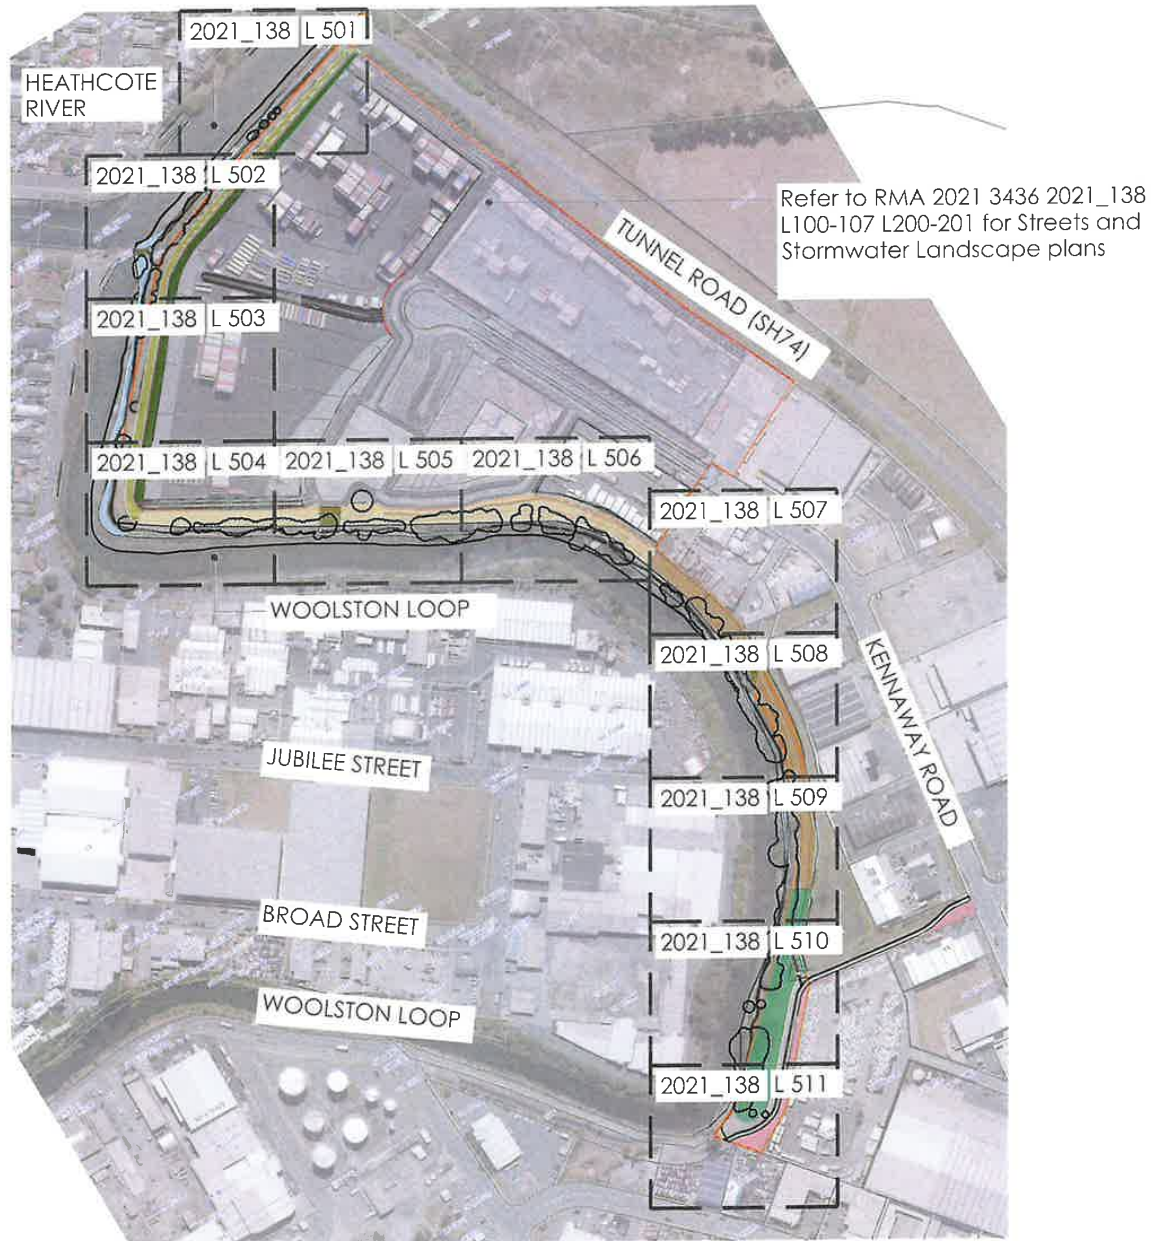 2021_138 L 501
HEATHCOTE
RIVER
2021_138 L 502
Refer to RMA 2021 3436 2021_138
L100-107 L200-201 for Streets and
Stormwater Landscape plans
TUNNEL ROAD (SH74)
2021_138 L 503
2021_138 L 504 2021_138 L 505 2021_138 L 506
2021_138 L 507
WOOLSTON LOOP
2021_138 L 508
KENNAWAY ROAD
JUBILEE STREET
2021_138 L 509
BROAD STREET
2021_138 L 510
WOOLSTON LOOP
2021_138 L 511